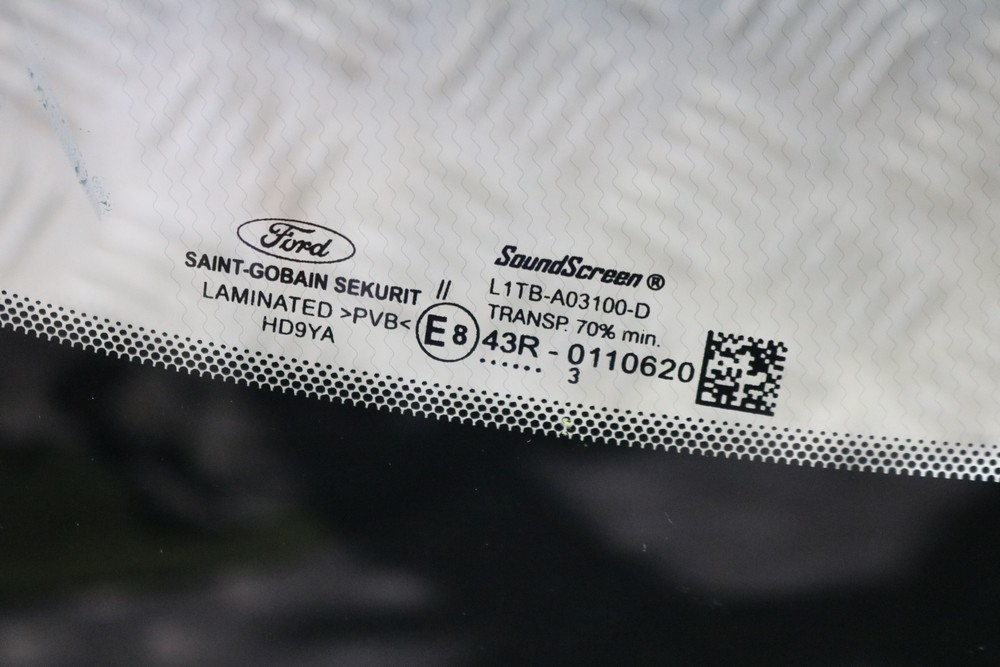 Ford
SAINT-GOBAIN SEKURIT //
LAMINATED >PVB<
HD9YA
SoundScreen ®
L1TB-A03100-D
TRANSP. 70% min.
E8 43R - 0110620
......
3